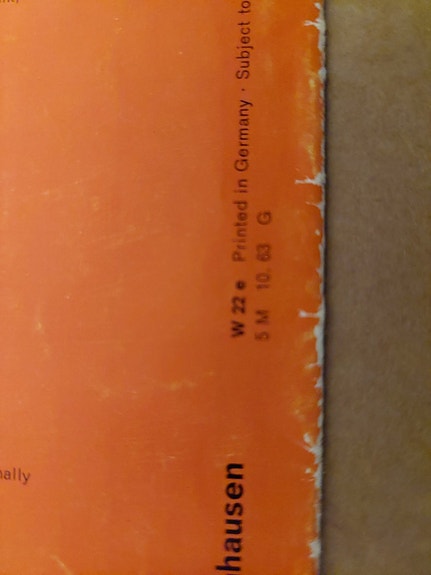 W 22 e Printed in Germany · Subject to
5 M 10. 63 G
hausen
nally